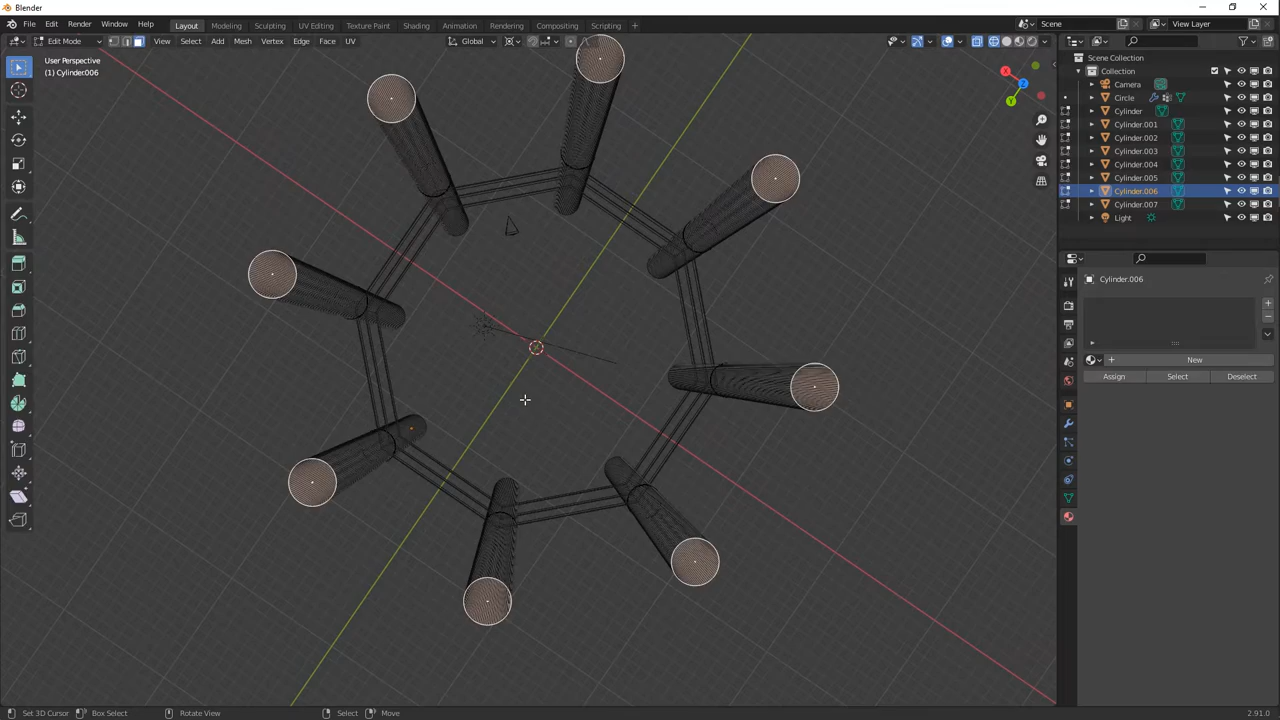 Blender
File Edit Render Window Help
Layout Modeling Sculpting UV Editing Texture Paint Shading Animation Rendering Compositing Scripting +
Scene View Layer
Edit Mode View Select Add Mesh Vertex Edge Face UV Global
User Perspective
(1) Cylinder006
X
Z
Y
Scene Collection
Collection
Camera
Circle
Cylinder
Cylinder.001
Cylinder.002
Cylinder.003
Cylinder.004
Cylinder.005
Cylinder.006
Cylinder.007
Light
Cylinder.006
New
Assign Select Deselect
Set 3D Cursor Box Select Rotate View Select Move 2.91.0